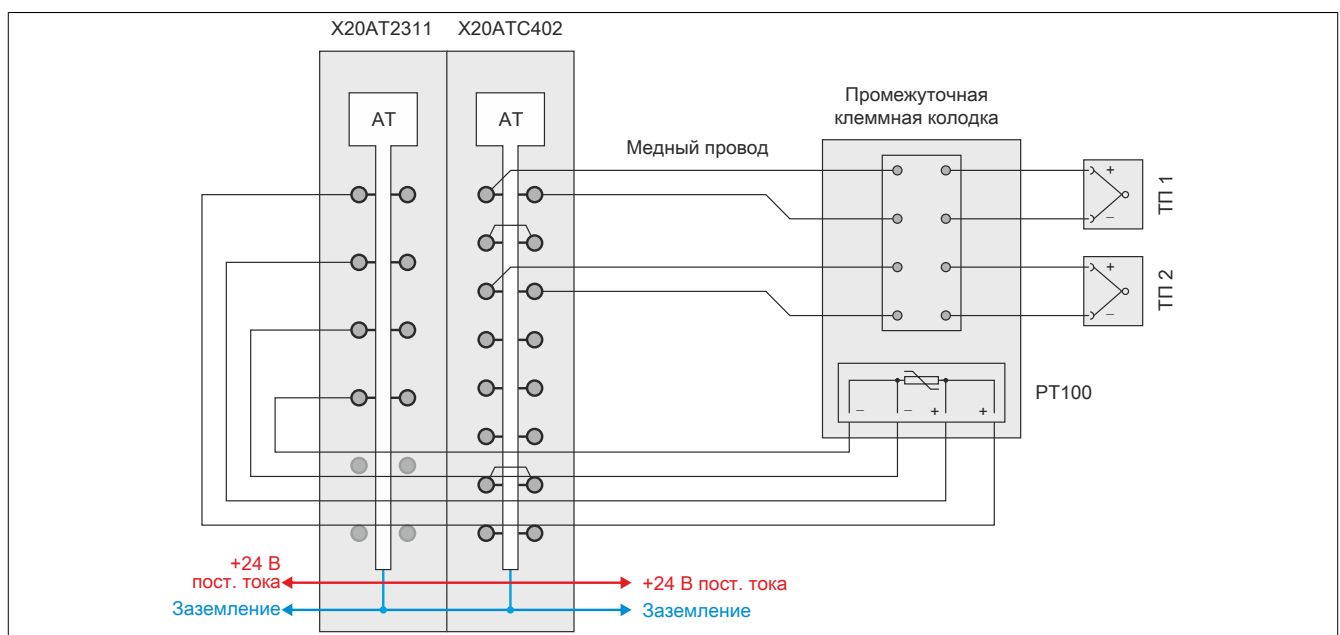 X20AT2311
X20ATC402
AT
AT
Медный провод
Промежуточная
клеммная колодка
+
–
ТП 1
+
–
ТП 2
– – + +
PT100
+24 В
пост. тока
+24 В пост. тока
Заземление
Заземление